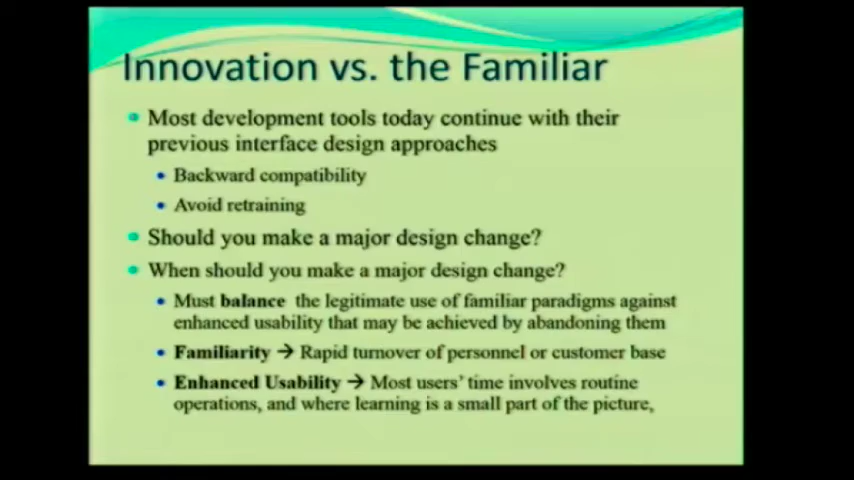 Innovation vs. the Familiar
Most development tools today continue with their
previous interface design approaches
Backward compatibility
Avoid retraining
Should you make a major design change?
When should you make a major design change?
Must balance the legitimate use of familiar paradigms against
enhanced usability that may be achieved by abandoning them
Familiarity → Rapid turnover of personnel or customer base
Enhanced Usability → Most users' time involves routine
operations, and where learning is a small part of the picture,